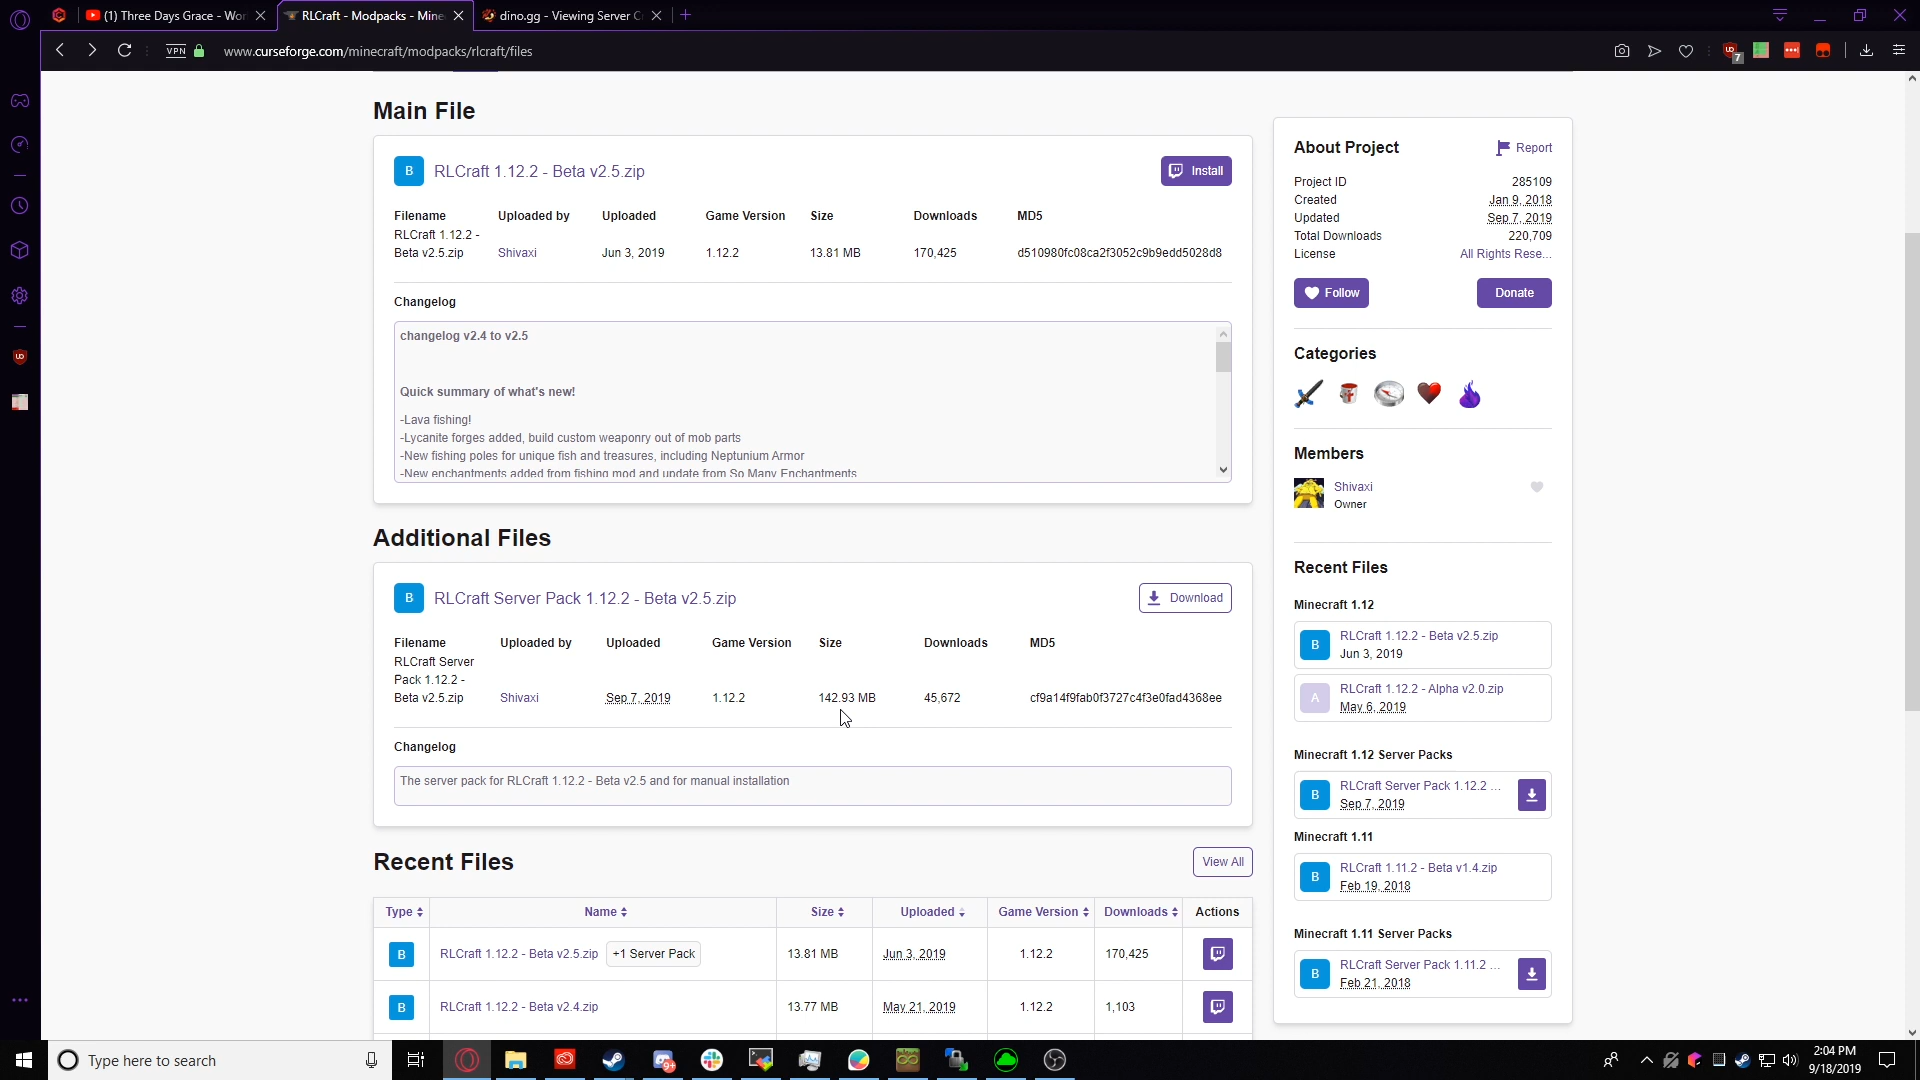 (1) Three Days Grace - Wor
RLCraft - Modpacks - Mine
dino.gg - Viewing Server C
VPN
www.curseforge.com/minecraft/modpacks/rlcraft/files
7
Main File
B RLCraft 1.12.2 - Beta v2.5.zip
Install
Filename Uploaded by Uploaded Game Version Size Downloads MD5
RLCraft 1.12.2 -
Beta v2.5.zip Shivaxi Jun 3, 2019 1.12.2 13.81 MB 170,425 d510980fc08ca2f3052c9b9edd5028d8
Changelog
changelog v2.4 to v2.5
Quick summary of what's new!
-Lava fishing!
-Lycanite forges added, build custom weaponry out of mob parts
-New fishing poles for unique fish and treasures, including Neptunium Armor
-New enchantments added from fishing mod and update from So Many Enchantments
Additional Files
B RLCraft Server Pack 1.12.2 - Beta v2.5.zip
Download
Filename Uploaded by Uploaded Game Version Size Downloads MD5
RLCraft Server
Pack 1.12.2 -
Beta v2.5.zip Shivaxi Sep 7, 2019 1.12.2 142.93 MB 45,672 cf9a14f9fab0f3727c4f3e0fad4368ee
Changelog
The server pack for RLCraft 1.12.2 - Beta v2.5 and for manual installation
Recent Files
View All
Type Name Size Uploaded Game Version Downloads Actions
B RLCraft 1.12.2 - Beta v2.5.zip +1 Server Pack 13.81 MB Jun 3, 2019 1.12.2 170,425
B RLCraft 1.12.2 - Beta v2.4.zip 13.77 MB May 21, 2019 1.12.2 1,103
About Project
Report
Project ID 285109
Created Jan 9, 2018
Updated Sep 7, 2019
Total Downloads 220,709
License All Rights Rese...
Follow
Donate
Categories
Members
Shivaxi
Owner
Recent Files
Minecraft 1.12
B RLCraft 1.12.2 - Beta v2.5.zip
Jun 3, 2019
A RLCraft 1.12.2 - Alpha v2.0.zip
May 6, 2019
Minecraft 1.12 Server Packs
B RLCraft Server Pack 1.12.2 ...
Sep 7, 2019
Minecraft 1.11
B RLCraft 1.11.2 - Beta v1.4.zip
Feb 19, 2018
Minecraft 1.11 Server Packs
B RLCraft Server Pack 1.11.2 ...
Feb 21, 2018
Type here to search
9+
2:04 PM
9/18/2019